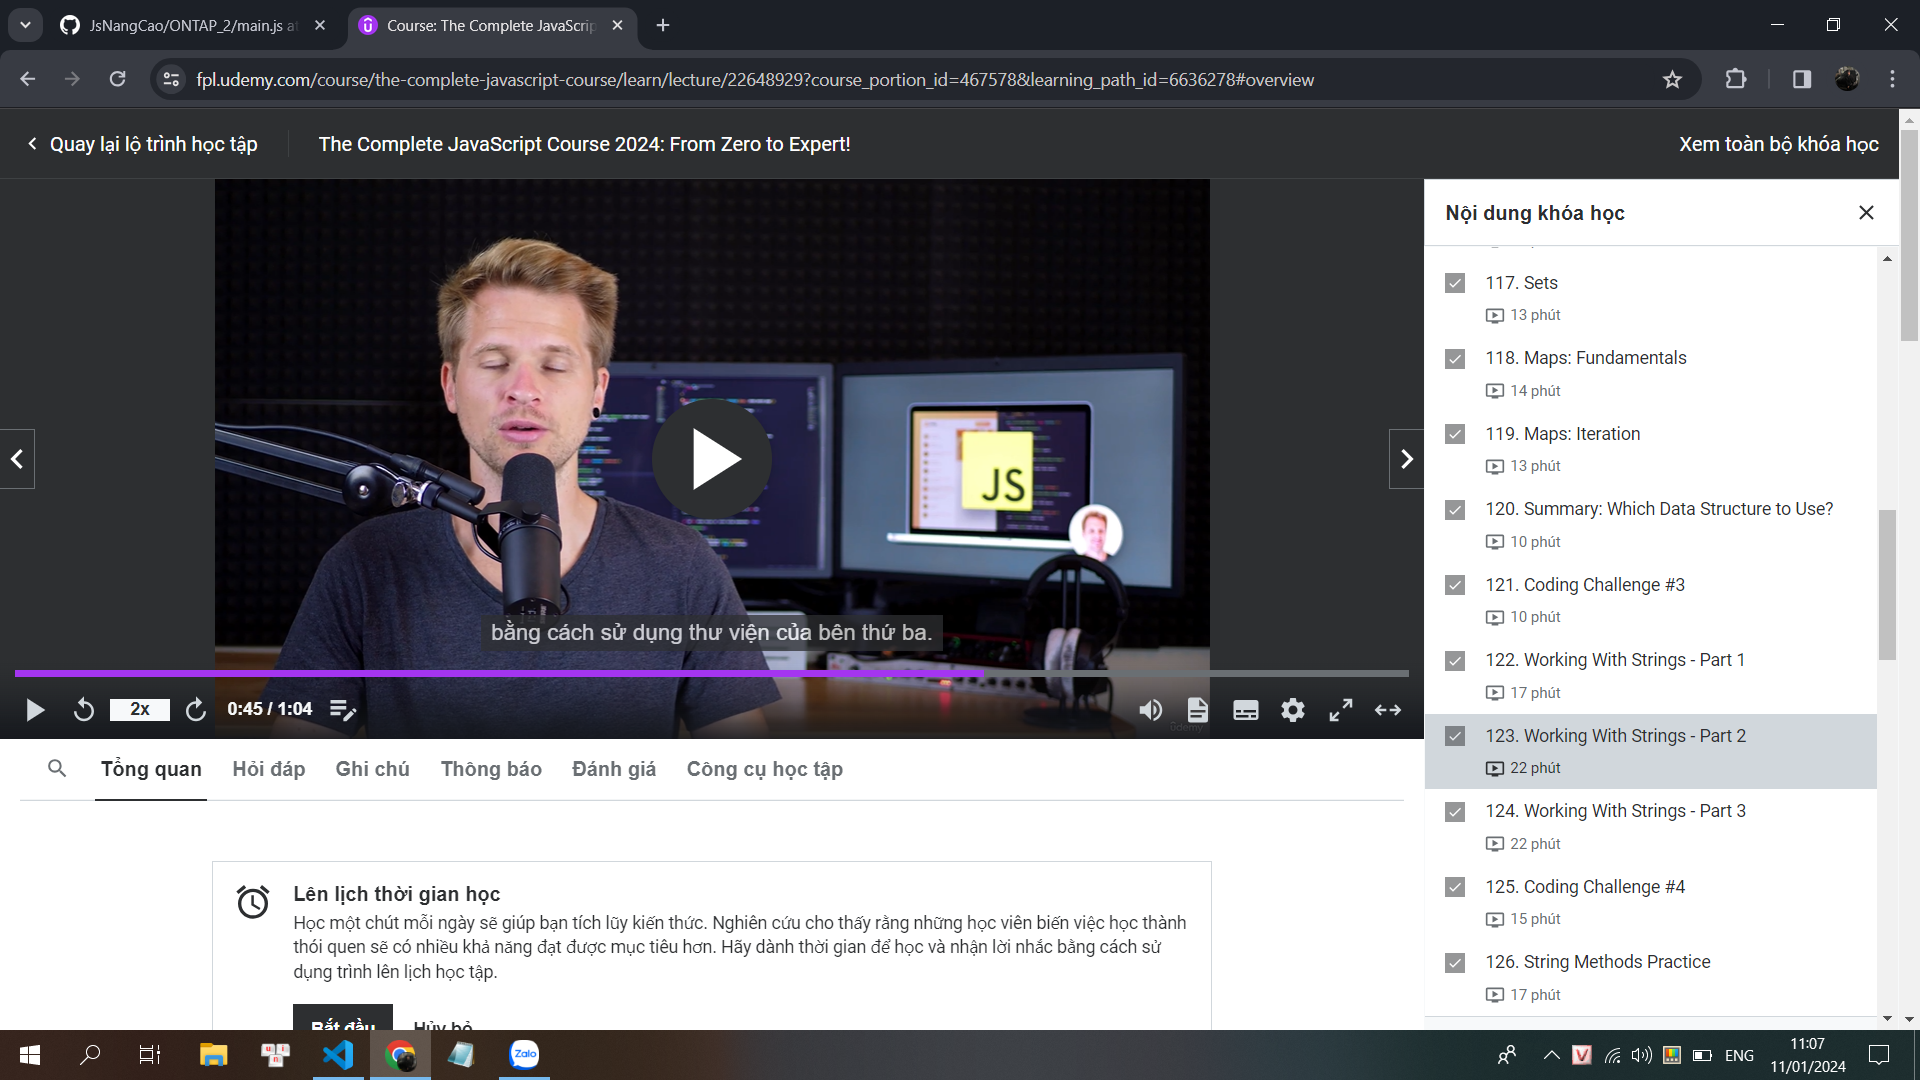 JsNangCao/ONTAP_2/main.js at
Course: The Complete JavaScrip
fpl.udemy.com/course/the-complete-javascript-course/learn/lecture/22648929?course_portion_id=467578&learning_path_id=6636278#overview
Quay lại lộ trình học tập
The Complete JavaScript Course 2024: From Zero to Expert!
Xem toàn bộ khóa học
JS
bằng cách sử dụng thư viện của bên thứ ba.
2x
0:45 / 1:04
Udemy
Nội dung khóa học
117. Sets
13 phút
118. Maps: Fundamentals
14 phút
119. Maps: Iteration
13 phút
120. Summary: Which Data Structure to Use?
10 phút
121. Coding Challenge #3
10 phút
122. Working With Strings - Part 1
17 phút
123. Working With Strings - Part 2
22 phút
124. Working With Strings - Part 3
22 phút
125. Coding Challenge #4
15 phút
126. String Methods Practice
17 phút
Tổng quan
Hỏi đáp
Ghi chú
Thông báo
Đánh giá
Công cụ học tập
Lên lịch thời gian học
Học một chút mỗi ngày sẽ giúp bạn tích lũy kiến thức. Nghiên cứu cho thấy rằng những học viên biến việc học thành
thói quen sẽ có nhiều khả năng đạt được mục tiêu hơn. Hãy dành thời gian để học và nhận lời nhắc bằng cách sử
dụng trình lên lịch học tập.
Bắt đầu
Hủy bỏ
Zalo
ENG
11:07
11/01/2024